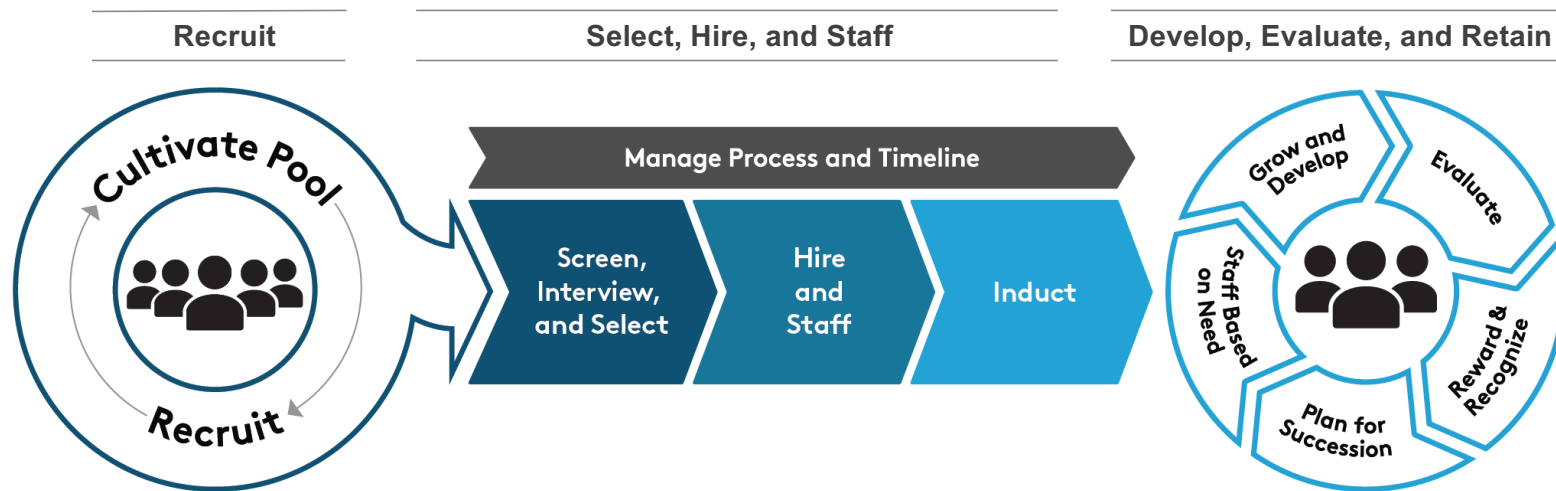 Recruit
Select, Hire, and Staff
Develop, Evaluate, and Retain
Cultivate Pool
Recruit
Manage Process and Timeline
Screen,
Interview,
and Select
Hire
and
Staff
Induct
Grow and
Develop
Evaluate
Reward &
Recognize
Plan for
Succession
Staff Based
on Need